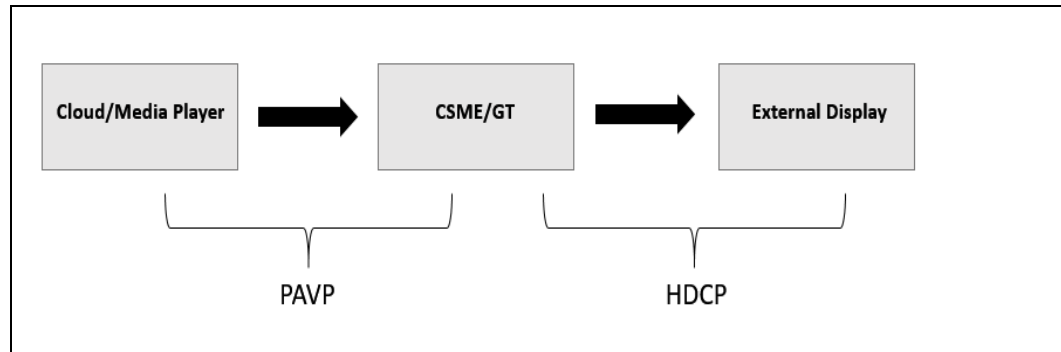 Cloud/Media Player
CSME/GT
External Display
PAVP
HDCP